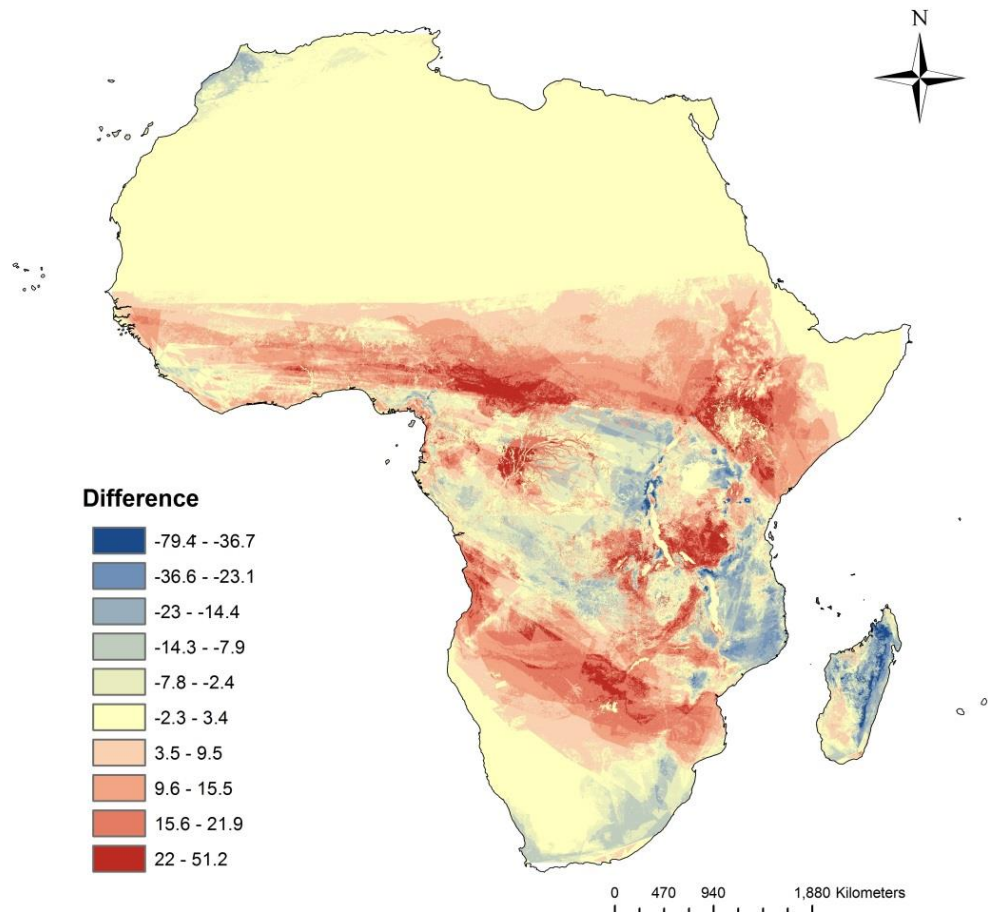 N
Difference
-79.4 - -36.7
-36.6 - -23.1
-23 - -14.4
-14.3 - -7.9
-7.8 - -2.4
-2.3 - 3.4
3.5 - 9.5
9.6 - 15.5
15.6 - 21.9
22 - 51.2
0 470 940 1,880 Kilometers